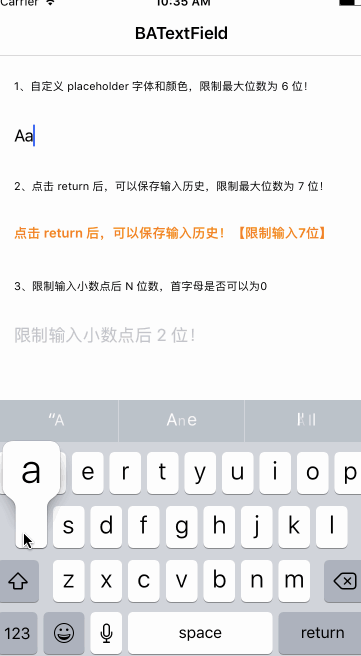 Carrier 10:35 AM
BATextField
1、自定义 placeholder 字体和颜色，限制最大位数为 6 位！
Aa
2、点击 return 后，可以保存输入历史，限制最大位数为 7 位！
点击 return 后，可以保存输入历史！【限制输入7位】
3、限制输入小数点后 N 位数，首字母是否可以为0
限制输入小数点后 2 位！
“A
a
e r t y u i o p
s d f g h j k l
z x c v b n m
123 space return